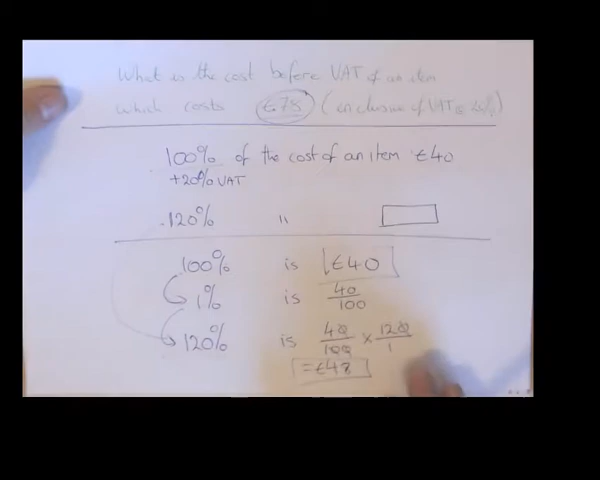 What is the cost before VAT of an item
which costs €78 (inclusive of VAT @ 20%)
100% of the cost of an item €40
+20% VAT
120% "
100% is €40
1% is 40/100
120% is 40/100 x 120/1
= €48